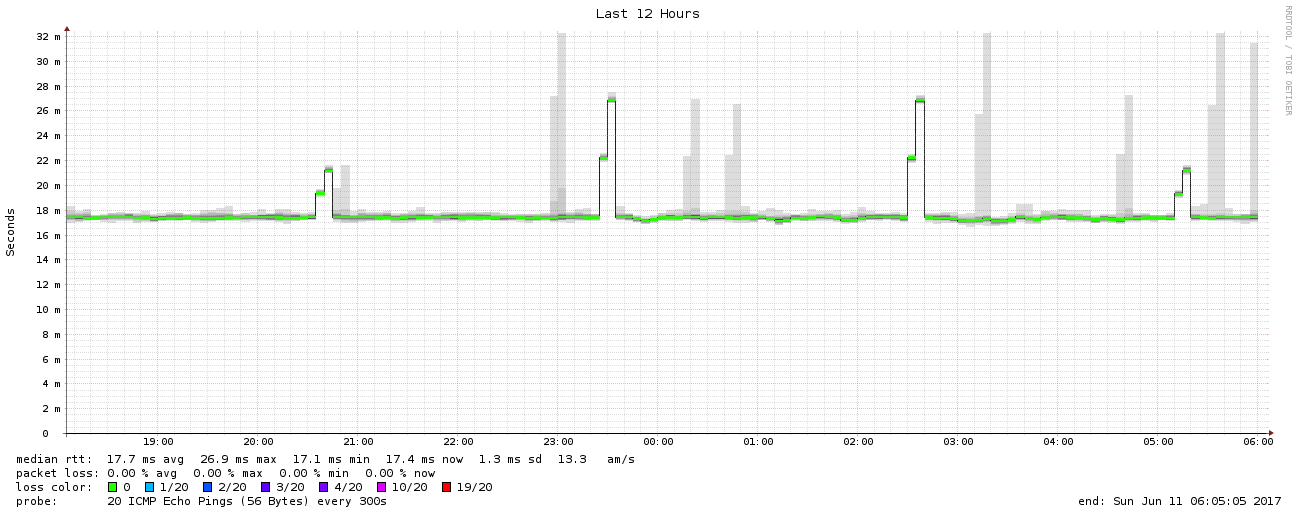 Last 12 Hours
RRDTOOL / TOBI OETIKER
Seconds
32 m
30 m
28 m
26 m
24 m
22 m
20 m
18 m
16 m
14 m
12 m
10 m
8 m
6 m
4 m
2 m
0
19:00 20:00 21:00 22:00 23:00 00:00 01:00 02:00 03:00 04:00 05:00 06:00
median rtt: 17.7 ms avg 26.9 ms max 17.1 ms min 17.4 ms now 1.3 ms sd 13.3 am/s
packet loss: 0.00 % avg 0.00 % max 0.00 % min 0.00 % now
loss color: 0 1/20 2/20 3/20 4/20 10/20 19/20
probe: 20 ICMP Echo Pings (56 Bytes) every 300s end: Sun Jun 11 06:05:05 2017